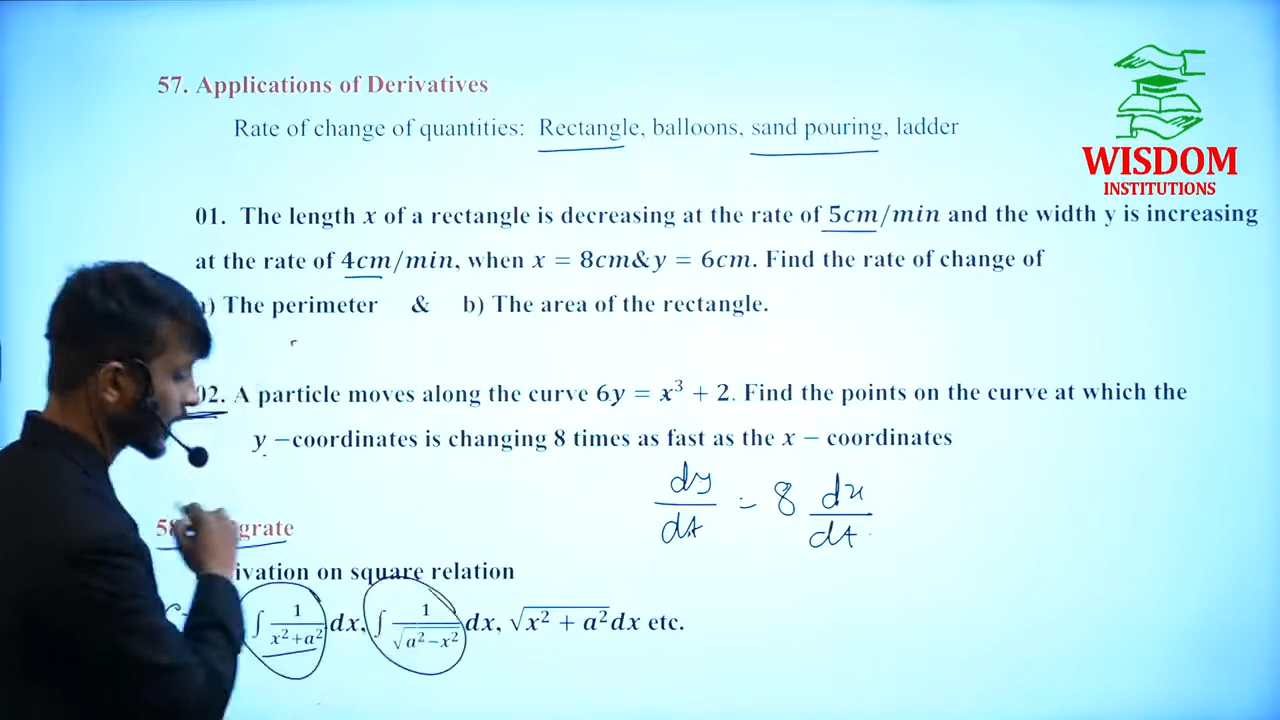 57. Applications of Derivatives
Rate of change of quantities: Rectangle, balloons, sand pouring, ladder
WISDOM
INSTITUTIONS
01. The length x of a rectangle is decreasing at the rate of 5cm/min and the width y is increasing
at the rate of 4cm/min, when x = 8cm&y = 6cm. Find the rate of change of
) The perimeter & b) The area of the rectangle.
02. A particle moves along the curve 6y = x³ + 2. Find the points on the curve at which the
y −coordinates is changing 8 times as fast as the x − coordinates
dy/dt = 8 dx/dt
58 grate
ivation on square relation
∫ 1/(x²+a²) dx, ∫ 1/√(a²−x²) dx, √(x² + a²)dx etc.